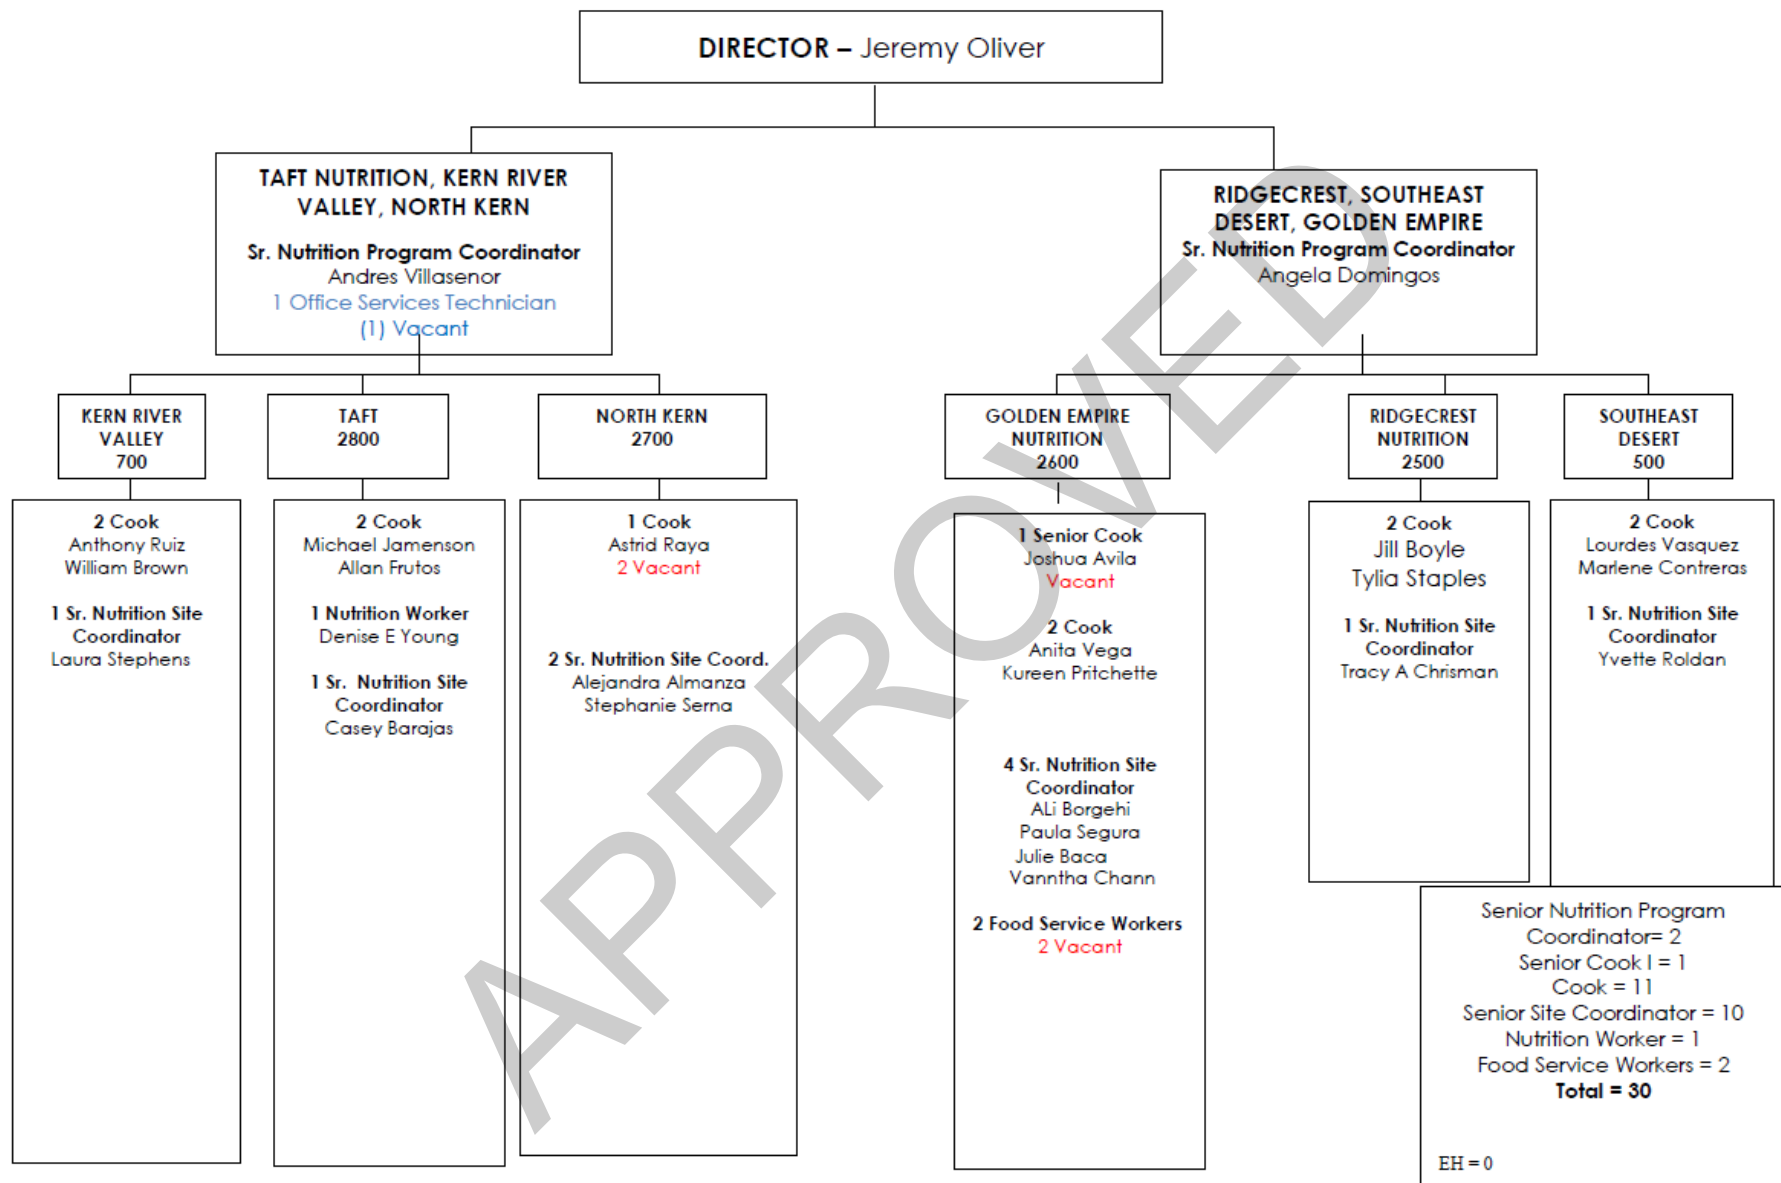 DIRECTOR – Jeremy Oliver
TAFT NUTRITION, KERN RIVER
VALLEY, NORTH KERN
Sr. Nutrition Program Coordinator
Andres Villasenor
1 Office Services Technician
(1) Vacant
RIDGECREST, SOUTHEAST
DESERT, GOLDEN EMPIRE
Sr. Nutrition Program Coordinator
Angela Domingos
KERN RIVER
VALLEY
700
TAFT
2800
NORTH KERN
2700
GOLDEN EMPIRE
NUTRITION
2600
RIDGECREST
NUTRITION
2500
SOUTHEAST
DESERT
500
2 Cook
Anthony Ruiz
William Brown
1 Sr. Nutrition Site
Coordinator
Laura Stephens
2 Cook
Michael Jamenson
Allan Frutos
1 Nutrition Worker
Denise E Young
1 Sr. Nutrition Site
Coordinator
Casey Barajas
1 Cook
Astrid Raya
2 Vacant
2 Sr. Nutrition Site Coord.
Alejandra Almanza
Stephanie Serna
1 Senior Cook
Joshua Avila
Vacant
2 Cook
Anita Vega
Kureen Pritchette
4 Sr. Nutrition Site
Coordinator
ALi Borgehi
Paula Segura
Julie Baca
Vanntha Chann
2 Food Service Workers
2 Vacant
2 Cook
Jill Boyle
Tylia Staples
1 Sr. Nutrition Site
Coordinator
Tracy A Chrisman
2 Cook
Lourdes Vasquez
Marlene Contreras
1 Sr. Nutrition Site
Coordinator
Yvette Roldan
Senior Nutrition Program
Coordinator= 2
Senior Cook I = 1
Cook = 11
Senior Site Coordinator = 10
Nutrition Worker = 1
Food Service Workers = 2
Total = 30
EH = 0
APPROVED